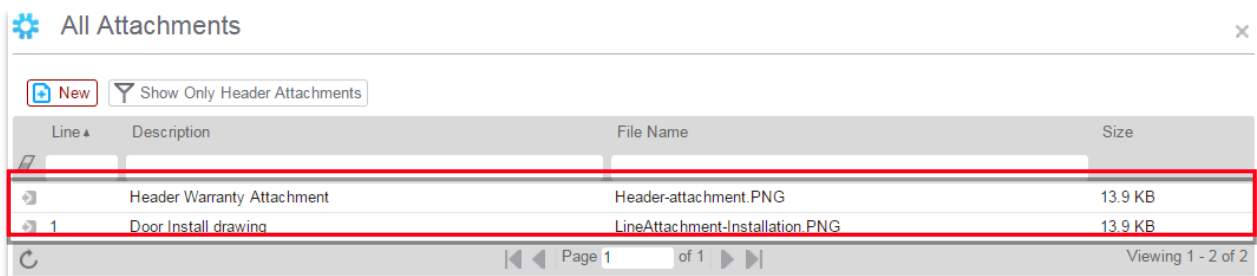 All Attachments
New Show Only Header Attachments
Line Description File Name Size
Header Warranty Attachment Header-attachment.PNG 13.9 KB
1 Door Install drawing LineAttachment-Installation.PNG 13.9 KB
Page 1 of 1 Viewing 1 - 2 of 2